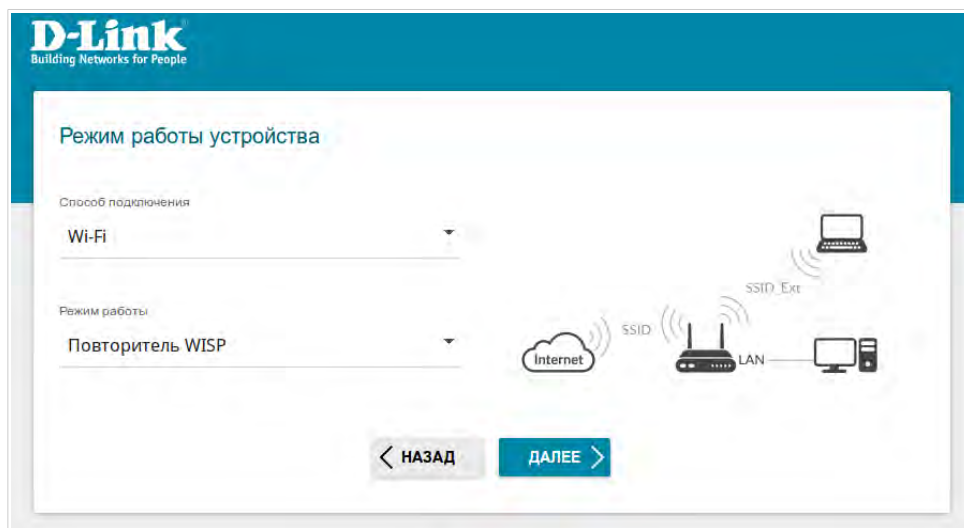 D-Link
Building Networks for People
Режим работы устройства
Способ подключения
Wi-Fi
Режим работы
Повторитель WISP
SSID_Ext
SSID
Internet
LAN
НАЗАД
ДАЛЕЕ